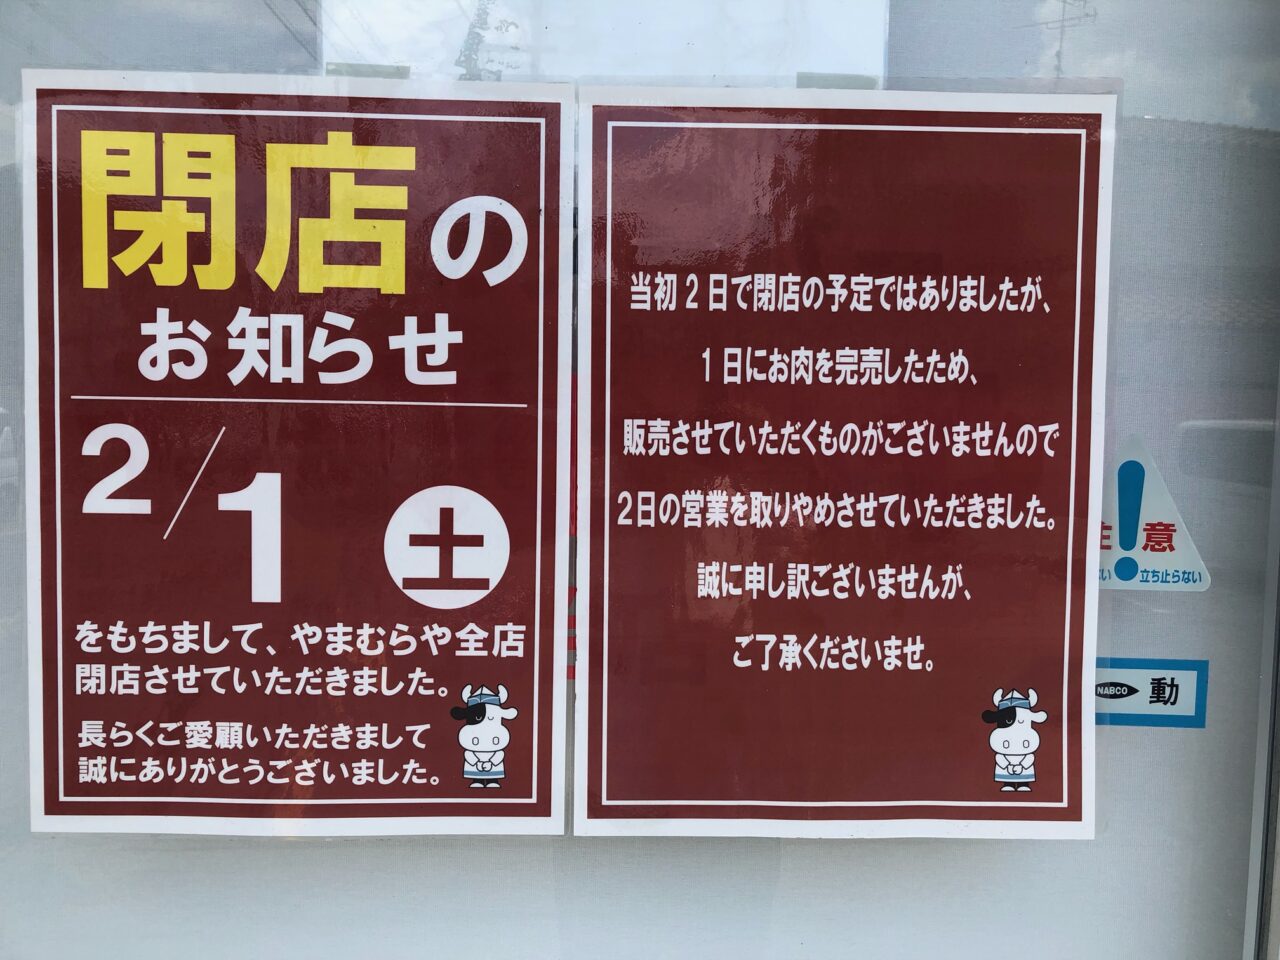 閉店の
お知らせ
2/1 土
をもちまして、やまむらや全店
閉店させていただきました。
長らくご愛顧いただきまして
誠にありがとうございました。
当初2日で閉店の予定ではありましたが、
1日にお肉を完売したため、
販売させていただくものがございませんので
2日の営業を取りやめさせていただきました。
誠に申し訳ございませんが、
ご了承くださいませ。
注!意
立ち止らない
NABCO 動